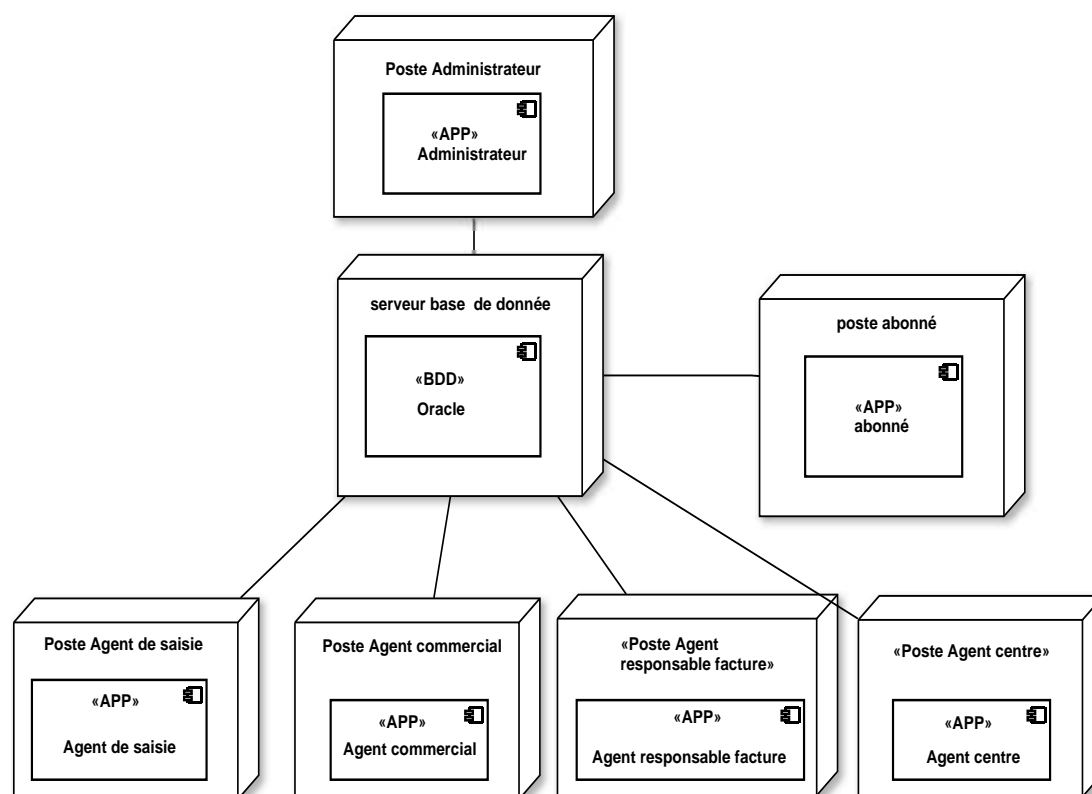 Poste Administrateur
«APP»
Administrateur
serveur base de donnée
«BDD»
Oracle
poste abonné
«APP»
abonné
Poste Agent de saisie
«APP»
Agent de saisie
Poste Agent commercial
«APP»
Agent commercial
«Poste Agent
responsable facture»
«APP»
Agent responsable facture
«Poste Agent centre»
«APP»
Agent centre